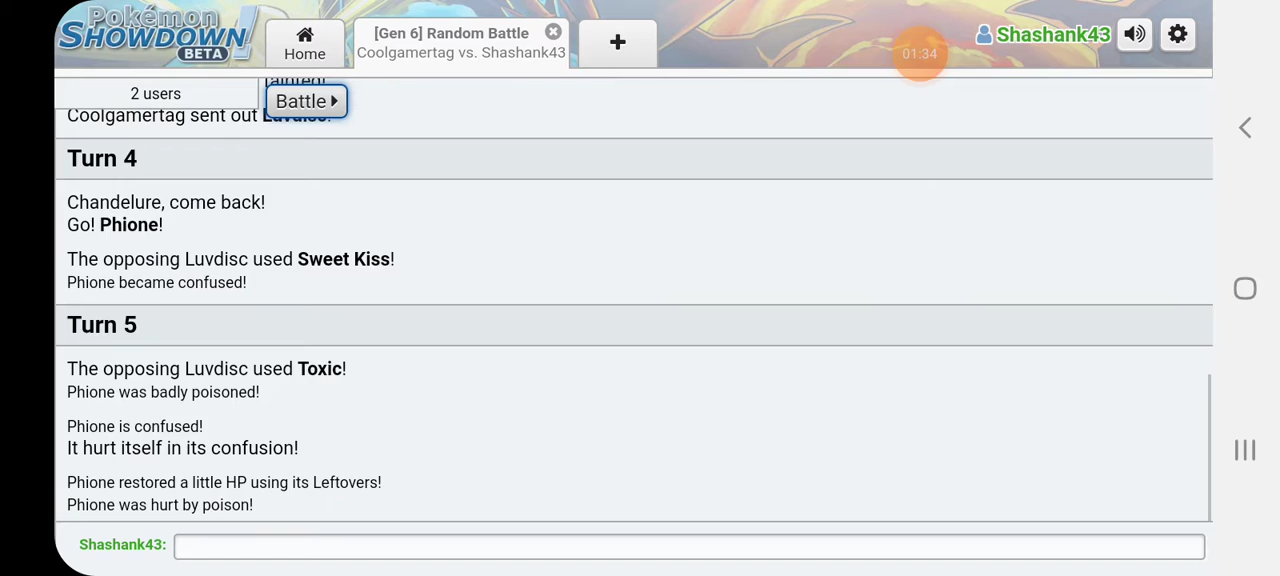 Pokémon
SHOWDOWN!
BETA
Home
[Gen 6] Random Battle
Coolgamertag vs. Shashank43
+
01:34
Shashank43
2 users
Battle
Coolgamertag sent out Luvdisc!
Turn 4
Chandelure, come back!
Go! Phione!
The opposing Luvdisc used Sweet Kiss!
Phione became confused!
Turn 5
The opposing Luvdisc used Toxic!
Phione was badly poisoned!
Phione is confused!
It hurt itself in its confusion!
Phione restored a little HP using its Leftovers!
Phione was hurt by poison!
Shashank43: